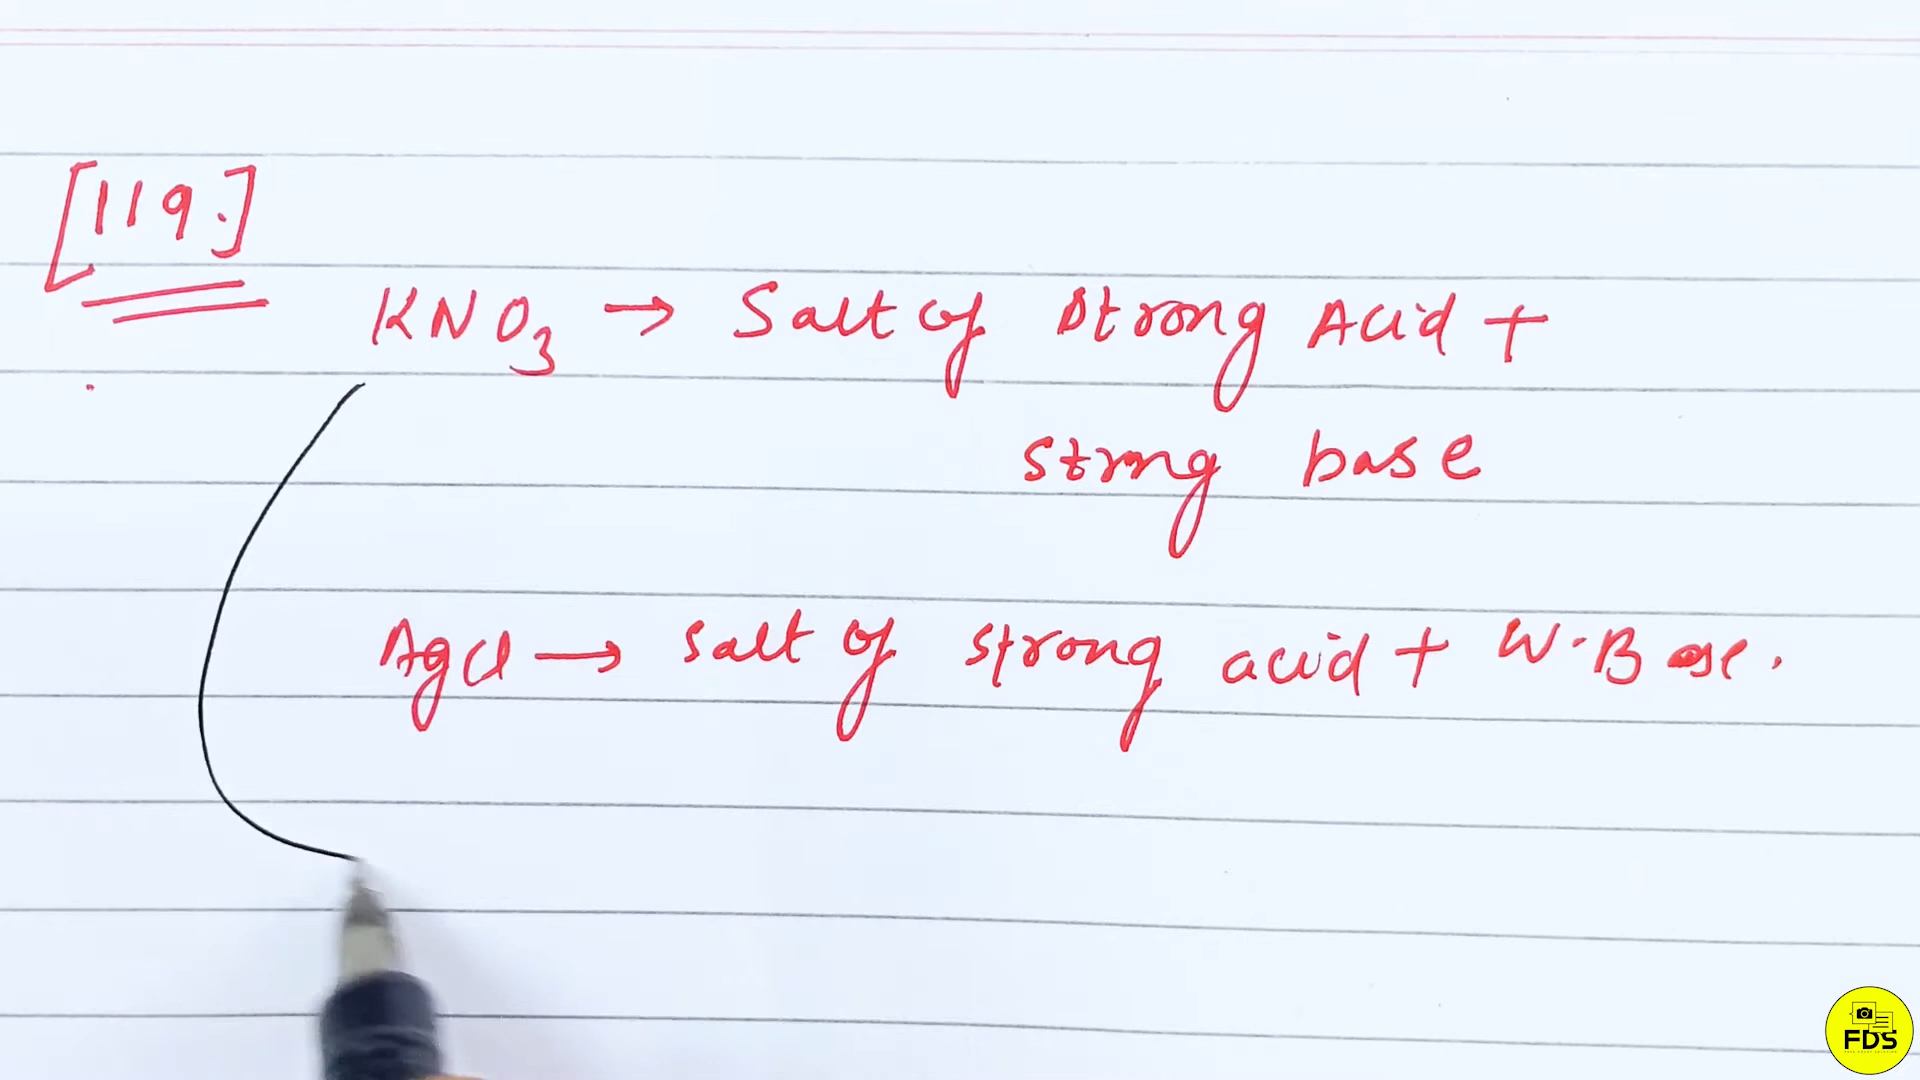 [119.]
KNO3 → Salt of Strong Acid +
strong base
AgCl → Salt of strong acid + W.Base.
FDS